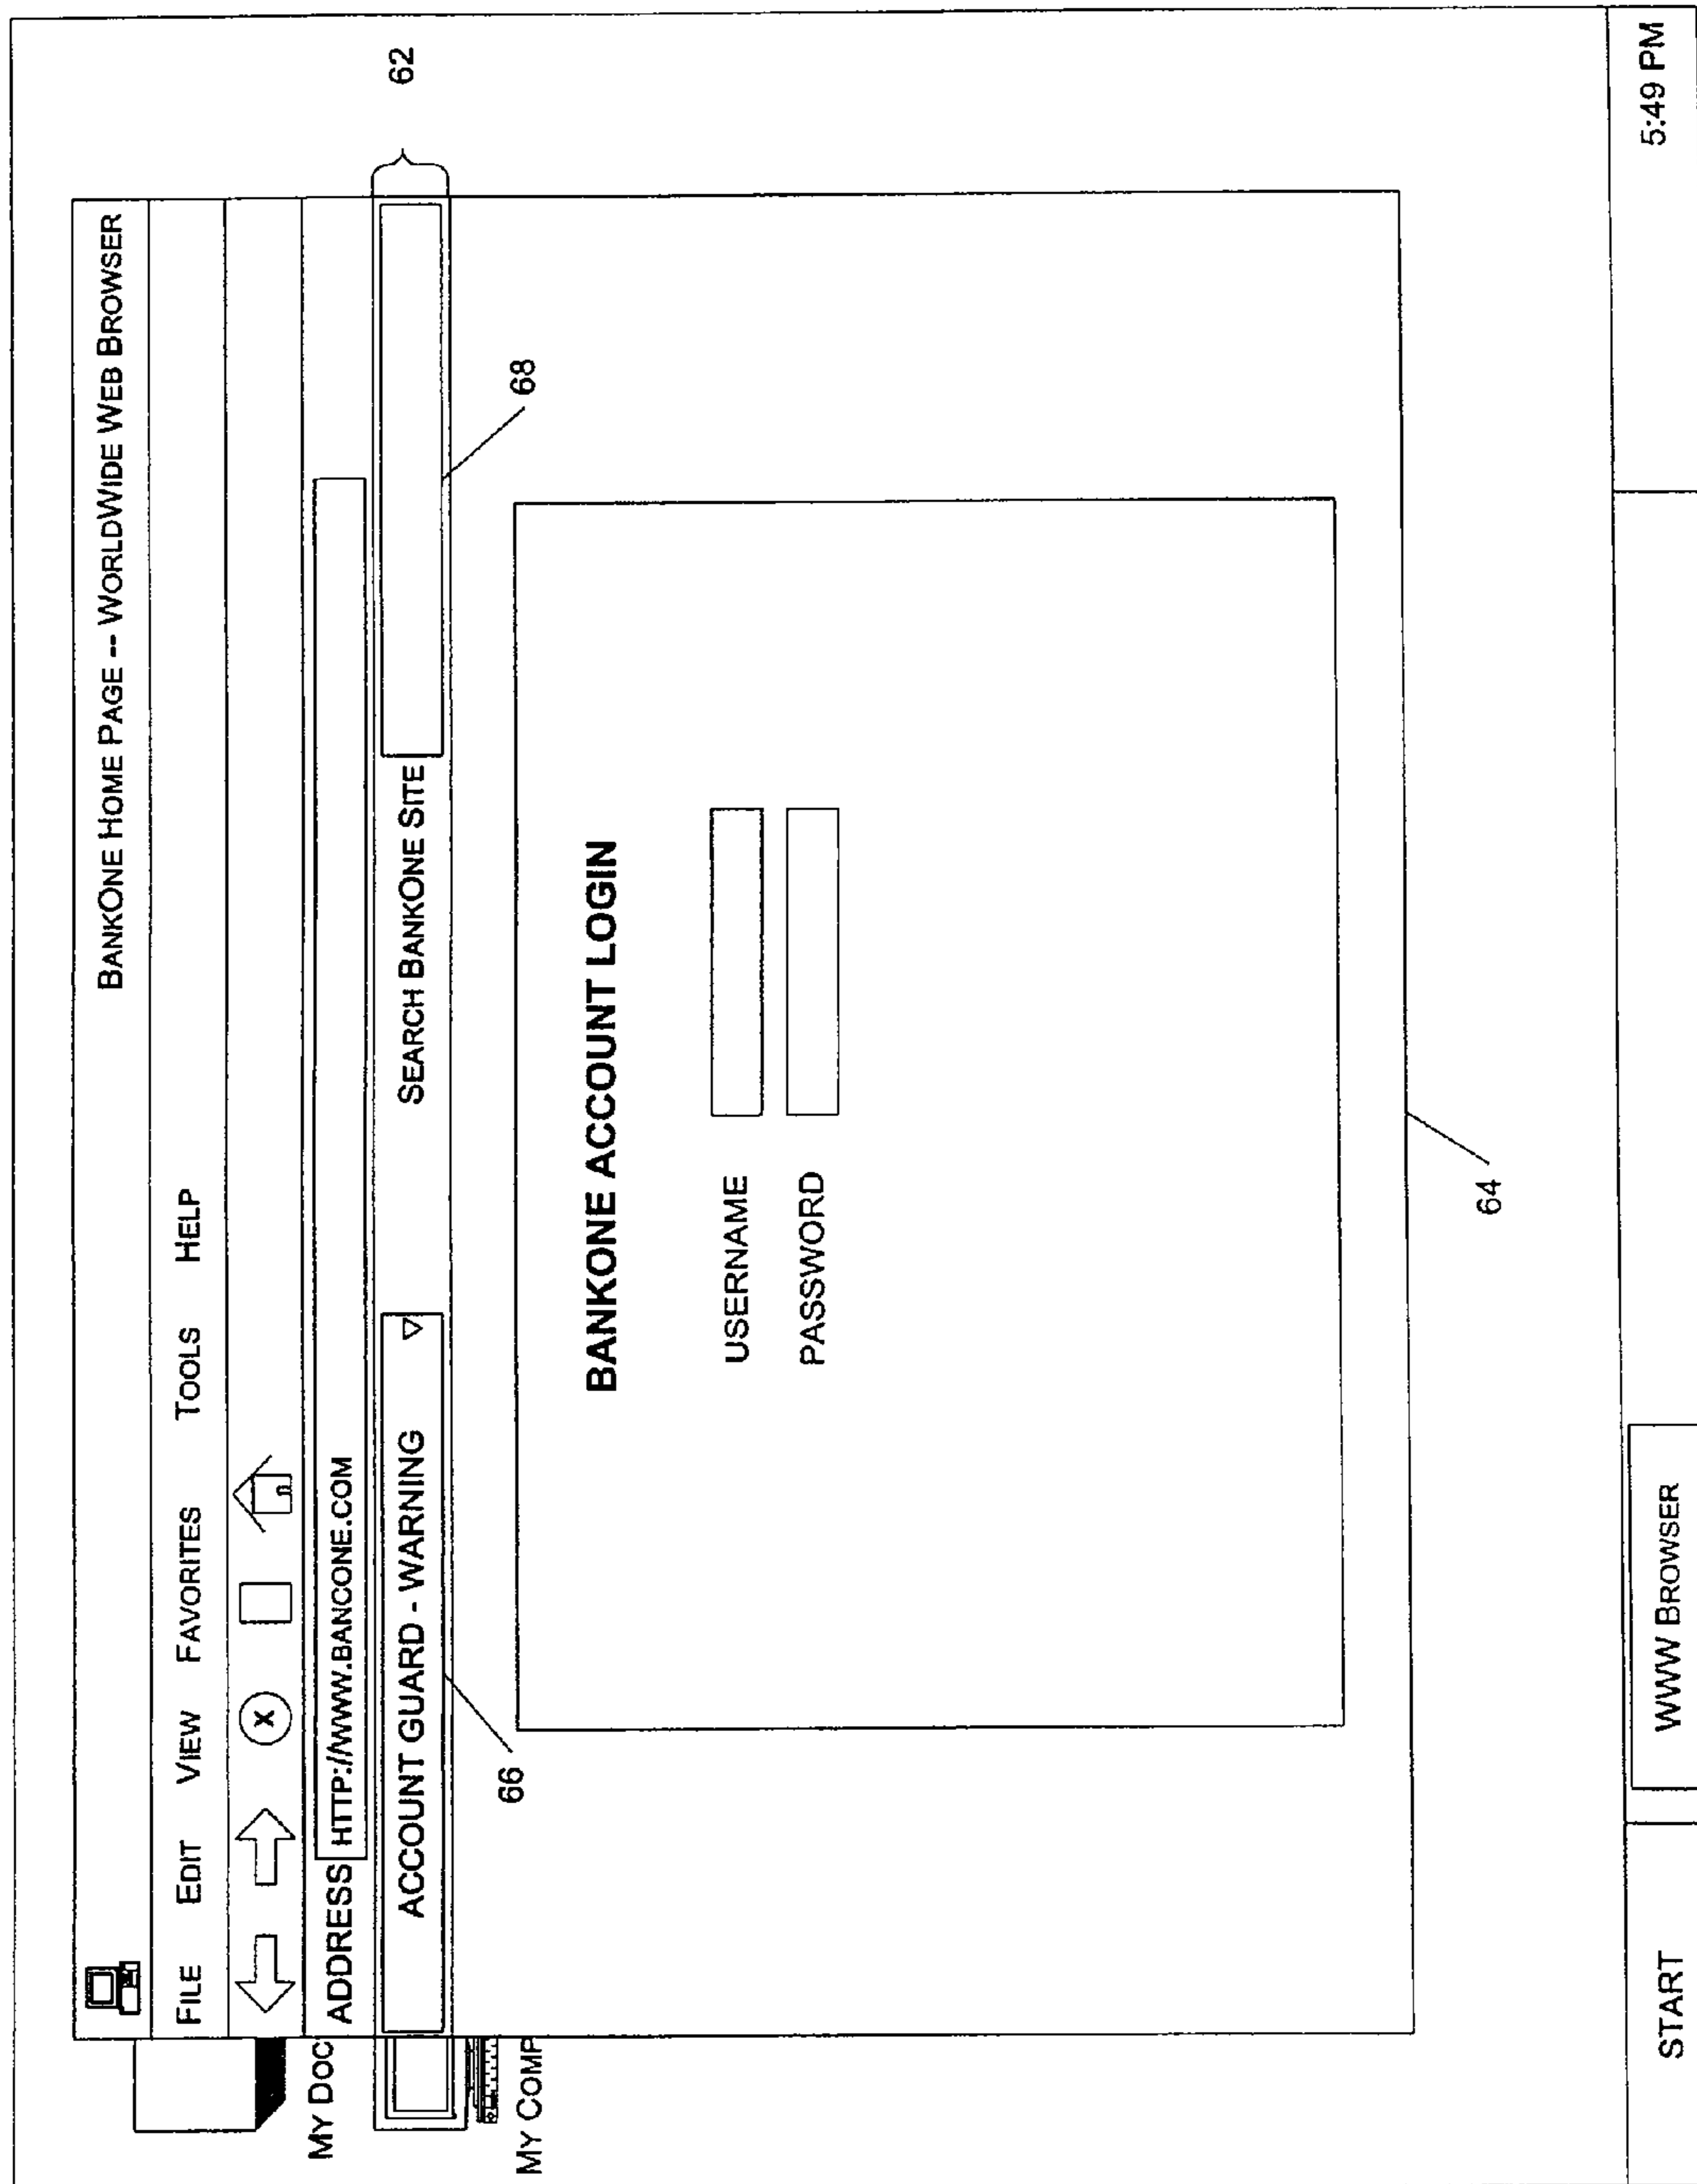 BANKONE HOME PAGE -- WORLDWIDE WEB BROWSER
FILE EDIT VIEW FAVORITES TOOLS HELP
X
MY DOC
ADDRESS HTTP://WWW.BANCONE.COM
ACCOUNT GUARD - WARNING
SEARCH BANKONE SITE
62
MY COMP
66
68
BANKONE ACCOUNT LOGIN
USERNAME
PASSWORD
64
START
WWW BROWSER
5:49 PM